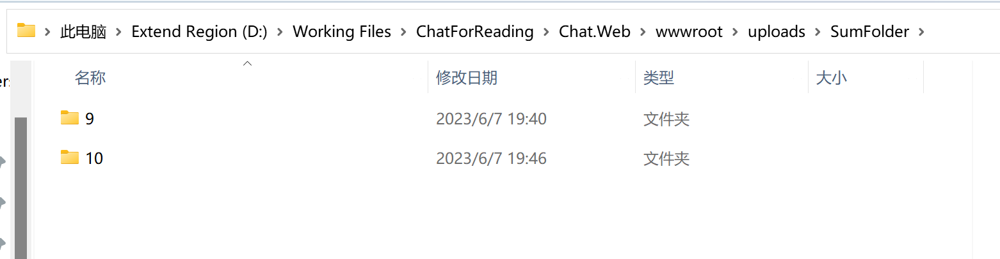 此电脑 Extend Region (D:) Working Files ChatForReading Chat.Web wwwroot uploads SumFolder
名称 修改日期 类型 大小
9 2023/6/7 19:40 文件夹
10 2023/6/7 19:46 文件夹